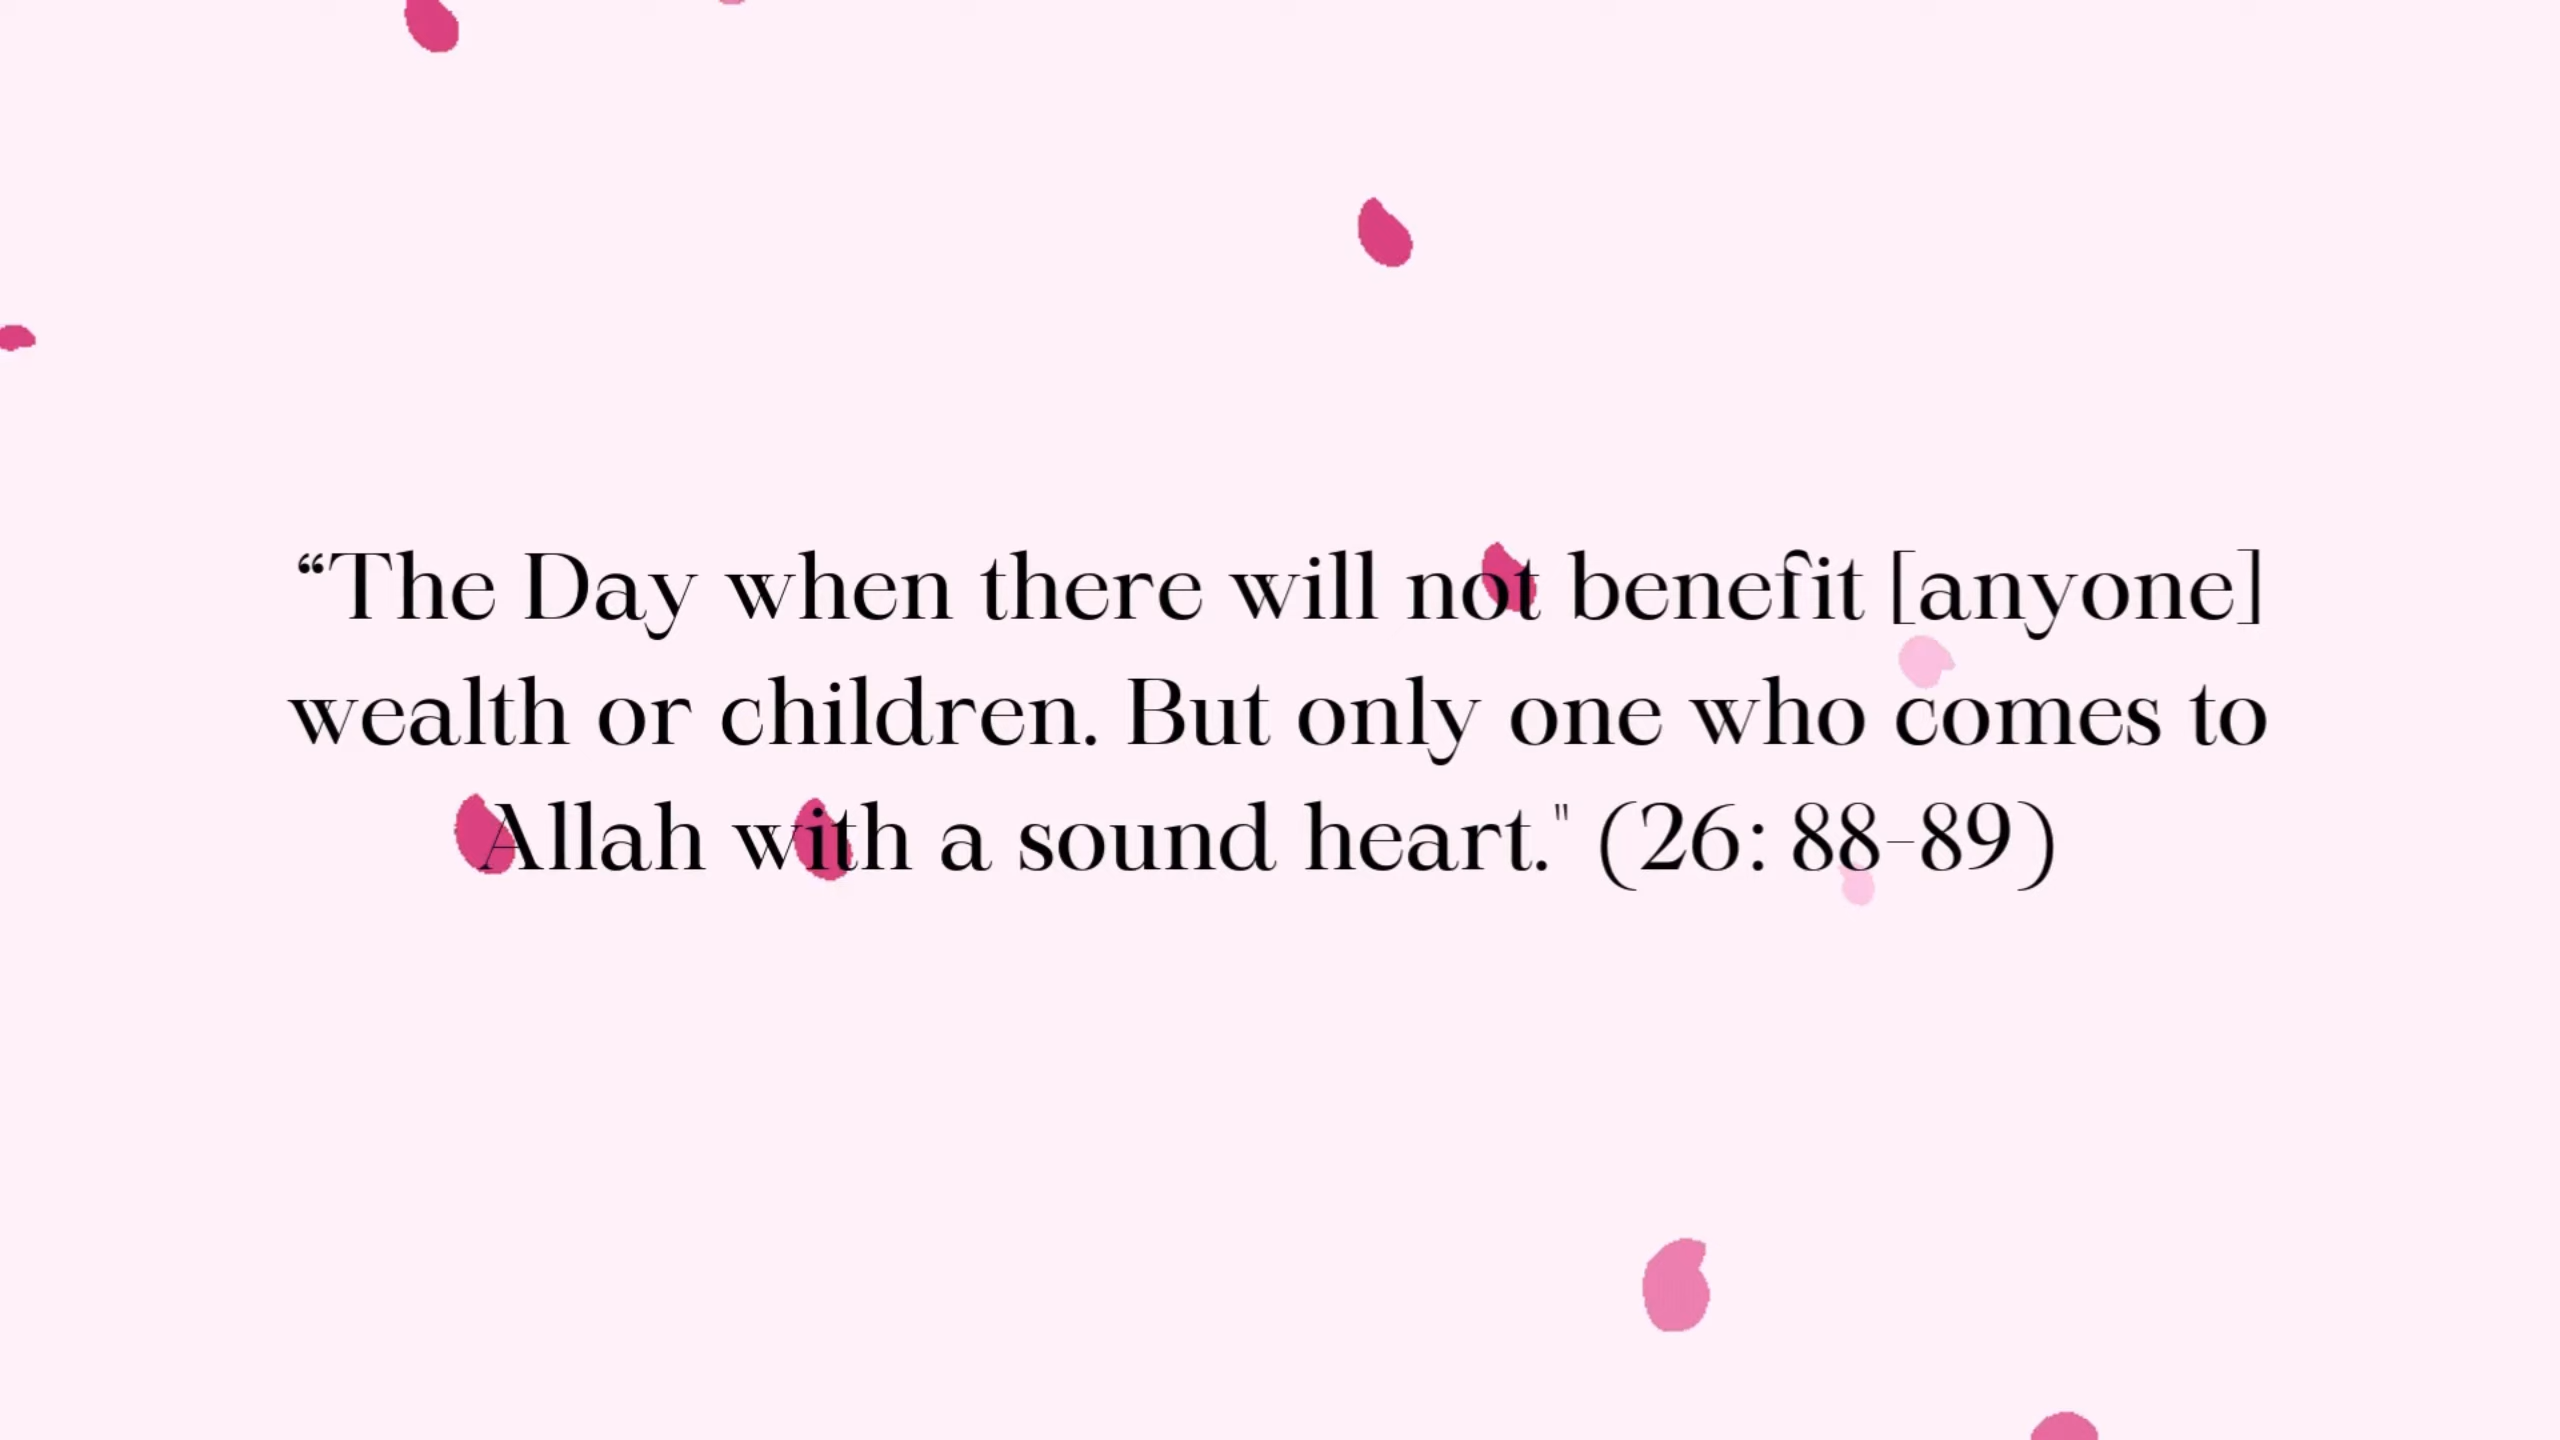 “The Day when there will not benefit [anyone]
wealth or children. But only one who comes to
Allah with a sound heart." (26: 88-89)